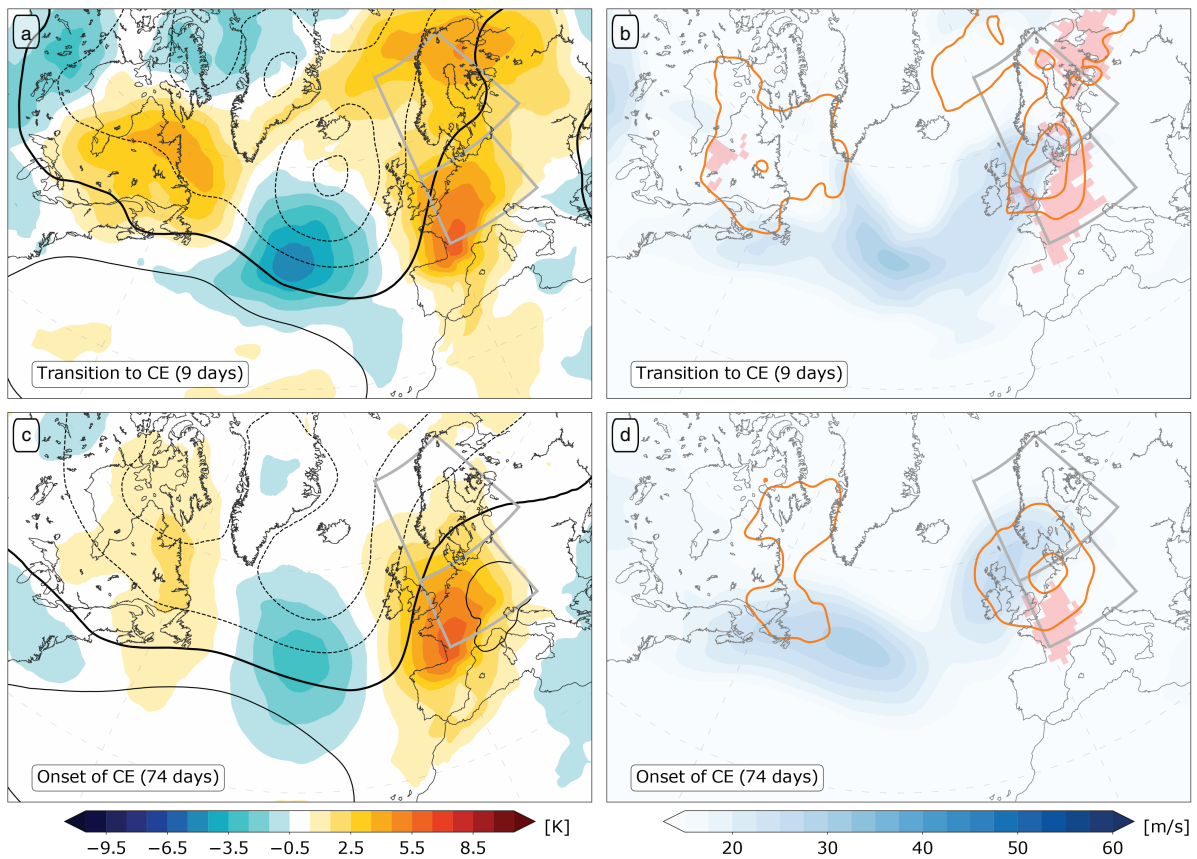 a
b
Transition to CE (9 days)
Transition to CE (9 days)
c
d
Onset of CE (74 days)
Onset of CE (74 days)
−9.5 −6.5 −3.5 −0.5 2.5 5.5 8.5 [K]
20 30 40 50 60 [m/s]